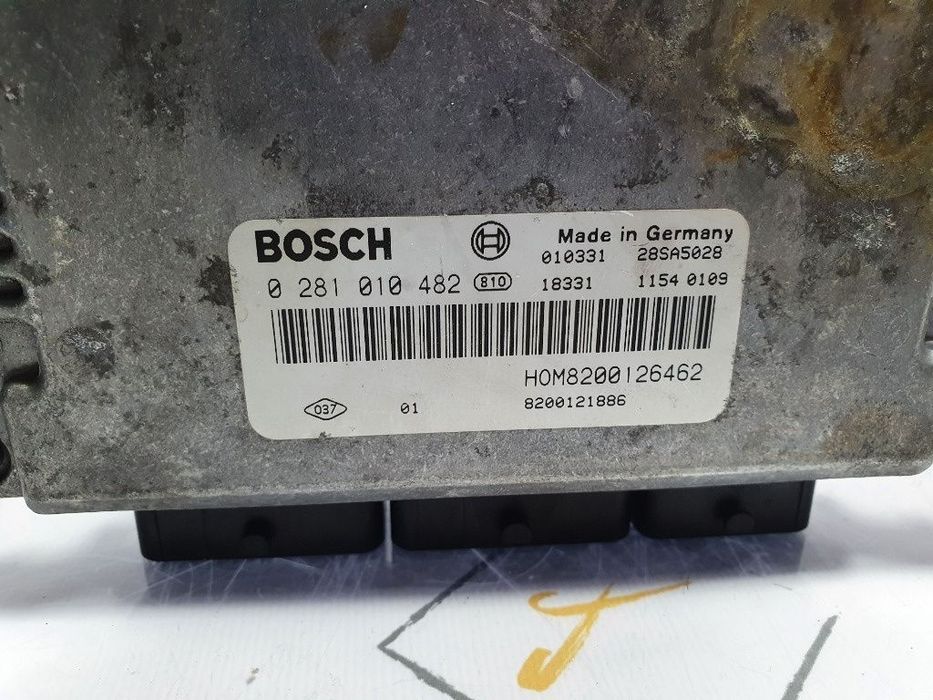 BOSCH
Made in Germany
010331 28SA5028
0 281 010 482 810 18331 1154 0109
HOM8200126462
037 01 8200121886